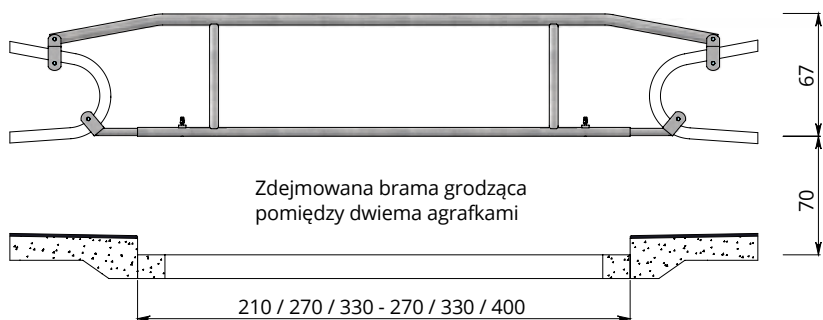 67
Zdejmowana brama grodząca
pomiędzy dwiema agrafkami
70
210 / 270 / 330 - 270 / 330 / 400